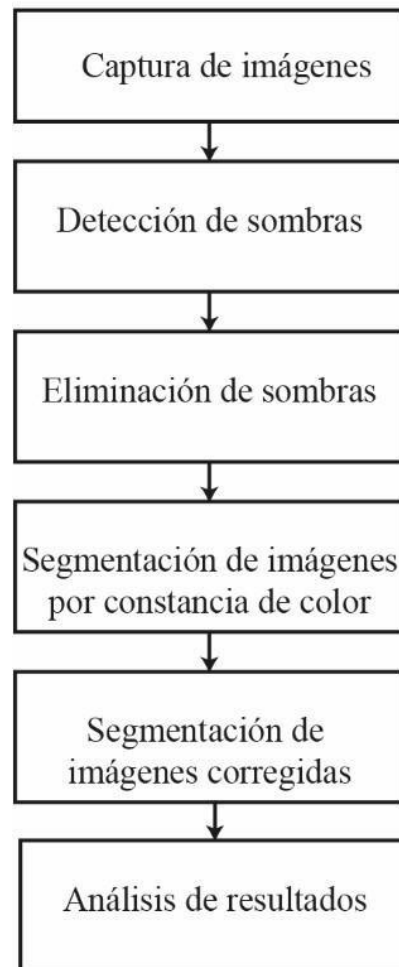 Captura de imágenes
Detección de sombras
Eliminación de sombras
Segmentación de imágenes
por constancia de color
Segmentación de
imágenes corregidas
Análisis de resultados